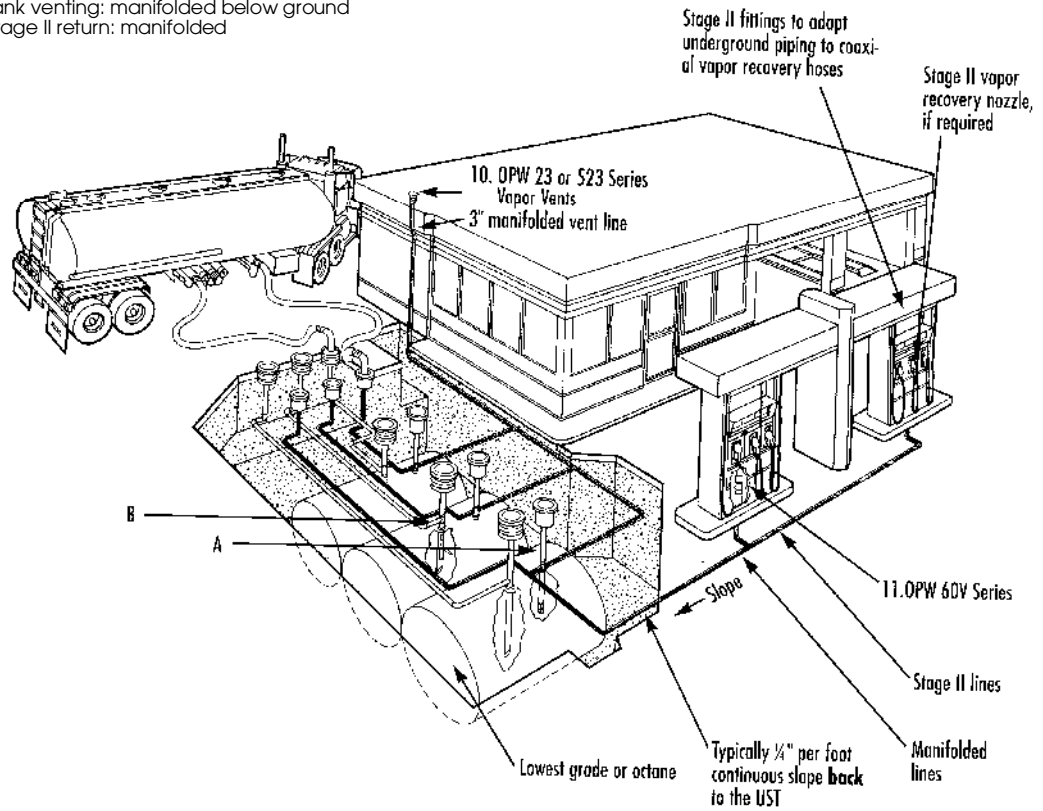 ank venting: manifolded below ground
tage II return: manifolded
Stage II fittings to adapt
underground piping to coaxi-
al vapor recovery hoses
Stage II vapor
recovery nozzle,
if required
10. OPW 23 or 523 Series
Vapor Vents
3" manifolded vent line
B
A
Slope
11.OPW 60V Series
Stage II lines
Manifolded
lines
Typically ¼" per foot
continuous slope back
to the UST
Lowest grade or octane